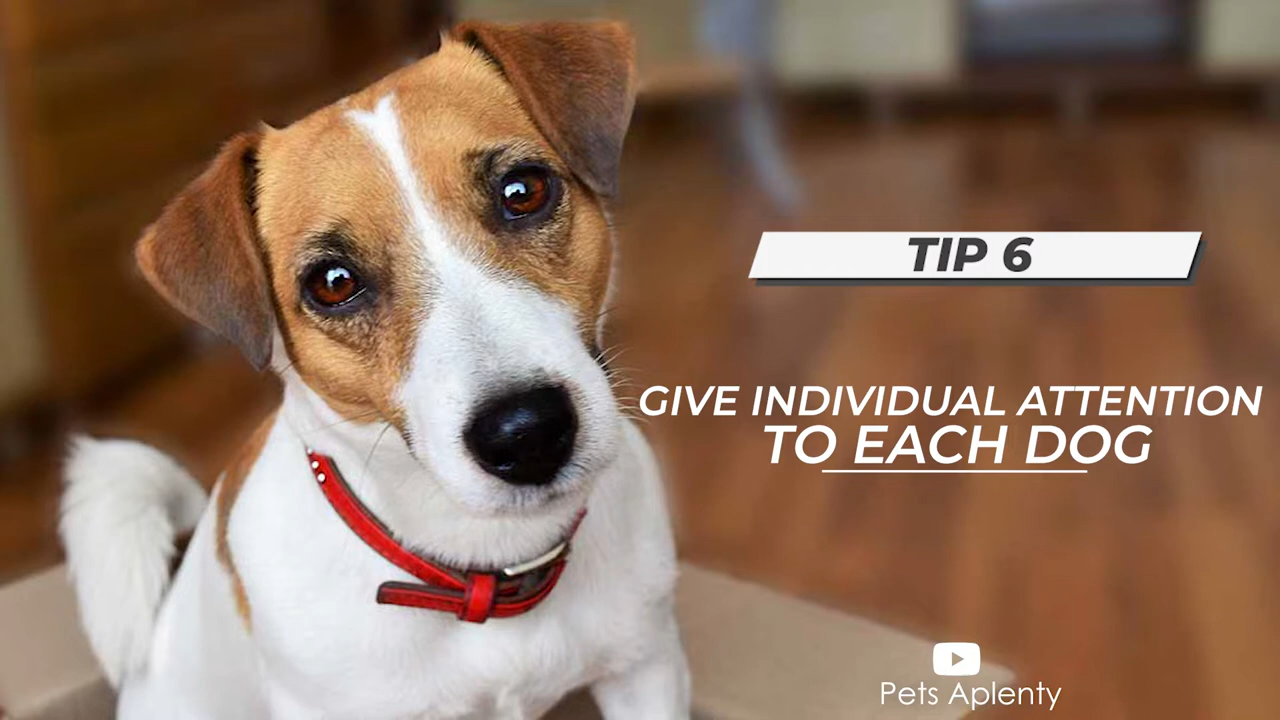 TIP 6
GIVE INDIVIDUAL ATTENTION
TO EACH DOG
Pets Aplenty